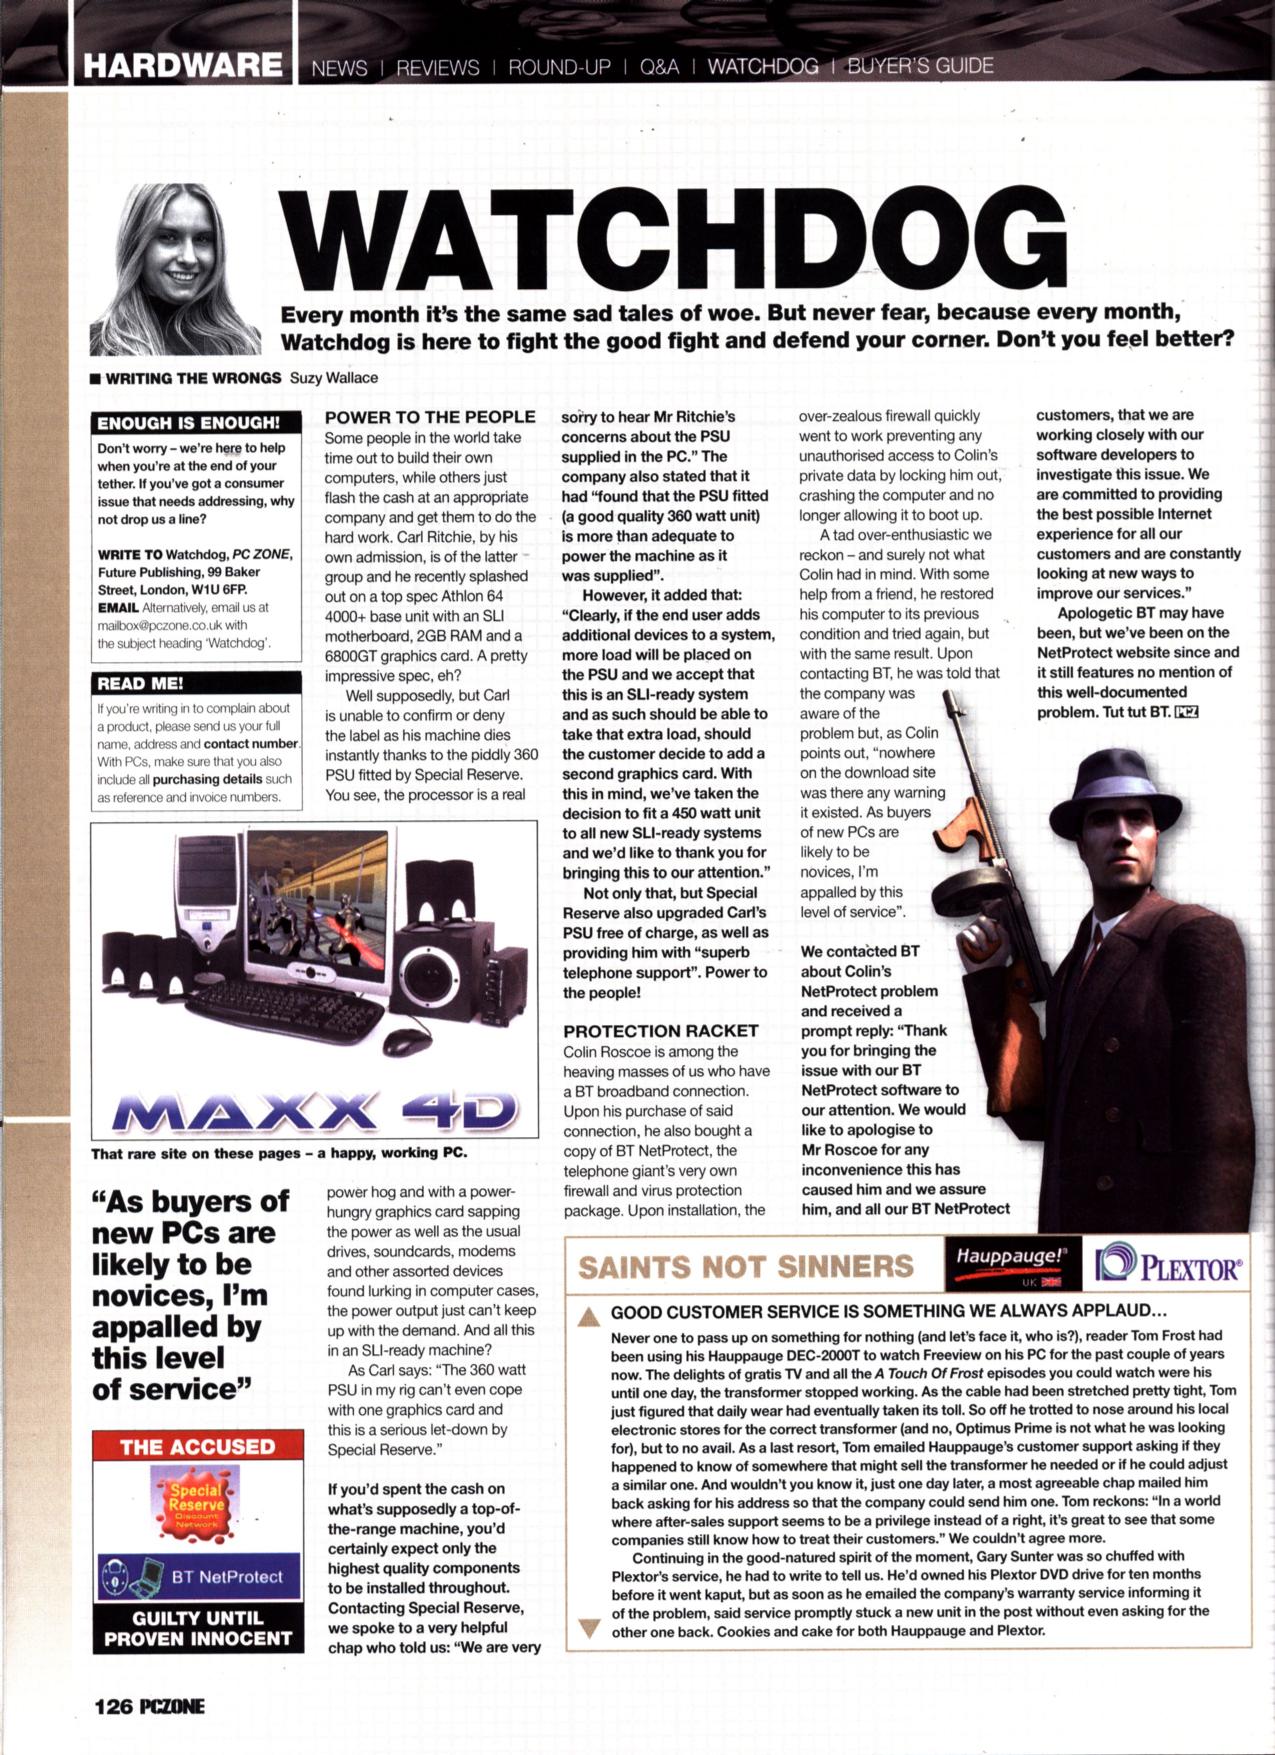 HARDWARE
NEWS | REVIEWS | ROUND-UP | Q&A | WATCHDOG | BUYER'S GUIDE
WATCHDOG
Every month it's the same sad tales of woe. But never fear, because every month,
Watchdog is here to fight the good fight and defend your corner. Don't you feel better?
■ WRITING THE WRONGS Suzy Wallace
ENOUGH IS ENOUGH!
Don't worry – we're here to help
when you're at the end of your
tether. If you've got a consumer
issue that needs addressing, why
not drop us a line?
WRITE TO Watchdog, PC ZONE,
Future Publishing, 99 Baker
Street, London, W1U 6FP.
EMAIL Alternatively, email us at
mailbox@pczone.co.uk with
the subject heading 'Watchdog'.
READ ME!
If you're writing in to complain about
a product, please send us your full
name, address and contact number.
With PCs, make sure that you also
include all purchasing details such
as reference and invoice numbers.
MAXX 4D
That rare site on these pages – a happy, working PC.
"As buyers of
new PCs are
likely to be
novices, I'm
appalled by
this level
of service"
THE ACCUSED
Special
Reserve
Discount
Network
BT NetProtect
GUILTY UNTIL
PROVEN INNOCENT
POWER TO THE PEOPLE
Some people in the world take
time out to build their own
computers, while others just
flash the cash at an appropriate
company and get them to do the
hard work. Carl Ritchie, by his
own admission, is of the latter
group and he recently splashed
out on a top spec Athlon 64
4000+ base unit with an SLI
motherboard, 2GB RAM and a
6800GT graphics card. A pretty
impressive spec, eh?
Well supposedly, but Carl
is unable to confirm or deny
the label as his machine dies
instantly thanks to the piddly 360
PSU fitted by Special Reserve.
You see, the processor is a real
power hog and with a power-
hungry graphics card sapping
the power as well as the usual
drives, soundcards, modems
and other assorted devices
found lurking in computer cases,
the power output just can't keep
up with the demand. And all this
in an SLI-ready machine?
As Carl says: "The 360 watt
PSU in my rig can't even cope
with one graphics card and
this is a serious let-down by
Special Reserve."
If you'd spent the cash on
what's supposedly a top-of-
the-range machine, you'd
certainly expect only the
highest quality components
to be installed throughout.
Contacting Special Reserve,
we spoke to a very helpful
chap who told us: "We are very
sorry to hear Mr Ritchie's
concerns about the PSU
supplied in the PC." The
company also stated that it
had "found that the PSU fitted
(a good quality 360 watt unit)
is more than adequate to
power the machine as it
was supplied".
However, it added that:
"Clearly, if the end user adds
additional devices to a system,
more load will be placed on
the PSU and we accept that
this is an SLI-ready system
and as such should be able to
take that extra load, should
the customer decide to add a
second graphics card. With
this in mind, we've taken the
decision to fit a 450 watt unit
to all new SLI-ready systems
and we'd like to thank you for
bringing this to our attention."
Not only that, but Special
Reserve also upgraded Carl's
PSU free of charge, as well as
providing him with "superb
telephone support". Power to
the people!
PROTECTION RACKET
Colin Roscoe is among the
heaving masses of us who have
a BT broadband connection.
Upon his purchase of said
connection, he also bought a
copy of BT NetProtect, the
telephone giant's very own
firewall and virus protection
package. Upon installation, the
over-zealous firewall quickly
went to work preventing any
unauthorised access to Colin's
private data by locking him out,
crashing the computer and no
longer allowing it to boot up.
A tad over-enthusiastic we
reckon – and surely not what
Colin had in mind. With some
help from a friend, he restored
his computer to its previous
condition and tried again, but
with the same result. Upon
contacting BT, he was told that
the company was
aware of the
problem but, as Colin
points out, "nowhere
on the download site
was there any warning
it existed. As buyers
of new PCs are
likely to be
novices, I'm
appalled by this
level of service".
We contacted BT
about Colin's
NetProtect problem
and received a
prompt reply: "Thank
you for bringing the
issue with our BT
NetProtect software to
our attention. We would
like to apologise to
Mr Roscoe for any
inconvenience this has
caused him and we assure
him, and all our BT NetProtect
customers, that we are
working closely with our
software developers to
investigate this issue. We
are committed to providing
the best possible Internet
experience for all our
customers and are constantly
looking at new ways to
improve our services."
Apologetic BT may have
been, but we've been on the
NetProtect website since and
it still features no mention of
this well-documented
problem. Tut tut BT. PCZ
SAINTS NOT SINNERS
Hauppauge!®
UK
PLEXTOR®
GOOD CUSTOMER SERVICE IS SOMETHING WE ALWAYS APPLAUD...
Never one to pass up on something for nothing (and let's face it, who is?), reader Tom Frost had
been using his Hauppauge DEC-2000T to watch Freeview on his PC for the past couple of years
now. The delights of gratis TV and all the A Touch Of Frost episodes you could watch were his
until one day, the transformer stopped working. As the cable had been stretched pretty tight, Tom
just figured that daily wear had eventually taken its toll. So off he trotted to nose around his local
electronic stores for the correct transformer (and no, Optimus Prime is not what he was looking
for), but to no avail. As a last resort, Tom emailed Hauppauge's customer support asking if they
happened to know of somewhere that might sell the transformer he needed or if he could adjust
a similar one. And wouldn't you know it, just one day later, a most agreeable chap mailed him
back asking for his address so that the company could send him one. Tom reckons: "In a world
where after-sales support seems to be a privilege instead of a right, it's great to see that some
companies still know how to treat their customers." We couldn't agree more.
Continuing in the good-natured spirit of the moment, Gary Sunter was so chuffed with
Plextor's service, he had to write to tell us. He'd owned his Plextor DVD drive for ten months
before it went kaput, but as soon as he emailed the company's warranty service informing it
of the problem, said service promptly stuck a new unit in the post without even asking for the
other one back. Cookies and cake for both Hauppauge and Plextor.
126 PCZONE